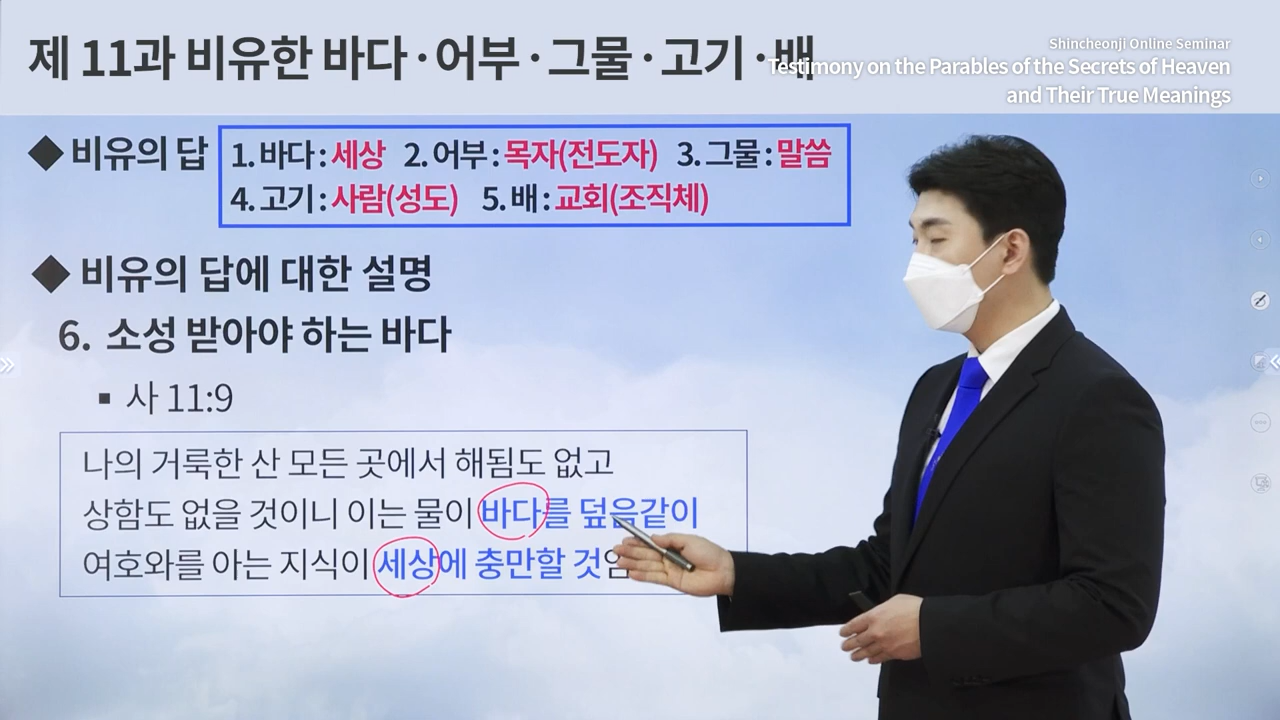 제 11과 비유한 바다·어부·그물·고기·배
Shincheonji Online Seminar
Testimony on the Parables of the Secrets of Heaven
and Their True Meanings
◆ 비유의 답
1. 바다 : 세상 2. 어부 : 목자(전도자) 3. 그물 : 말씀
4. 고기 : 사람(성도) 5. 배 : 교회(조직체)
◆ 비유의 답에 대한 설명
6. 소성 받아야 하는 바다
▪ 사 11:9
나의 거룩한 산 모든 곳에서 해됨도 없고
상함도 없을 것이니 이는 물이 바다를 덮음같이
여호와를 아는 지식이 세상에 충만할